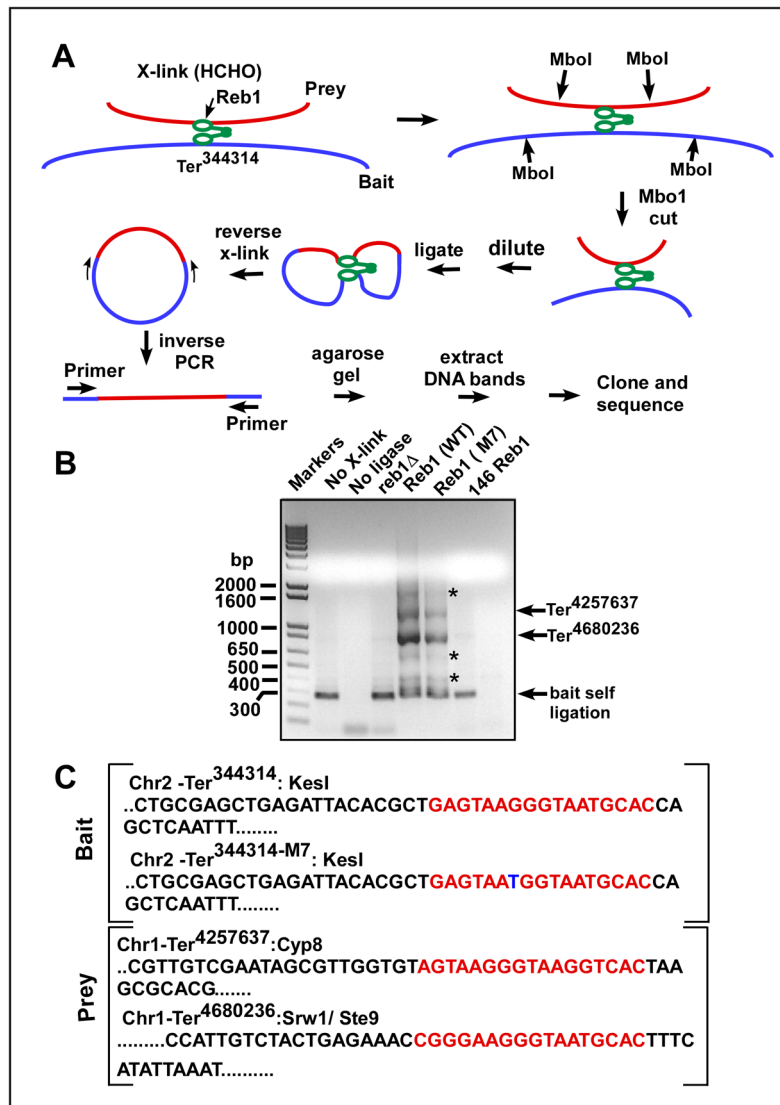 A
X-link (HCHO)
Reb1
Prey
Ter344314
Bait
MboI
MboI
MboI
MboI
Mbo1
cut
dilute
ligate
reverse
x-link
inverse
PCR
Primer
Primer
agarose
gel
extract
DNA bands
Clone and
sequence
B
Markers
No X-link
No ligase
reb1Δ
Reb1 (WT)
Reb1 ( M7)
146 Reb1
bp
2000
1600
1000
650
500
400
300
*
*
*
Ter4257637
Ter4680236
bait self
ligation
C
Bait
Chr2 -Ter344314: KesI
..CTGCGAGCTGAGATTACACGCTGAGTAAGGGTAATGCACCA
GCTCAATTT........
Chr2 -Ter344314-M7: KesI
..CTGCGAGCTGAGATTACACGCTGAGTAATGGTAATGCACCA
GCTCAATTT........
Prey
Chr1-Ter4257637:Cyp8
..CGTTGTCGAATAGCGTTGGTGTAGTAAGGGTAAGGTCACTAA
GCGCACG.......
Chr1-Ter4680236:Srw1/ Ste9
.........CCATTGTCTACTGAGAAACCGGGAAGGGTAATGCACTTTC
ATATTAAAT..........